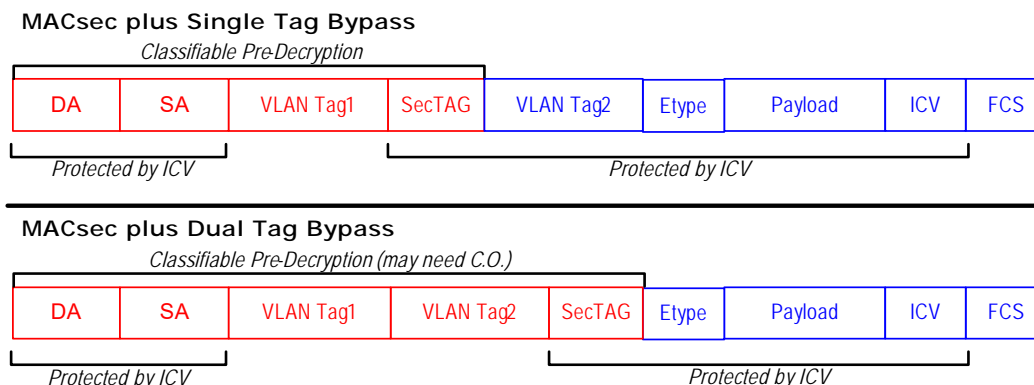 MACsec plus Single Tag Bypass
Classifiable Pre-Decryption
DA SA VLAN Tag1 SecTAG VLAN Tag2 Etype Payload ICV FCS
Protected by ICV Protected by ICV
MACsec plus Dual Tag Bypass
Classifiable Pre-Decryption (may need C.O.)
DA SA VLAN Tag1 VLAN Tag2 SecTAG Etype Payload ICV FCS
Protected by ICV Protected by ICV